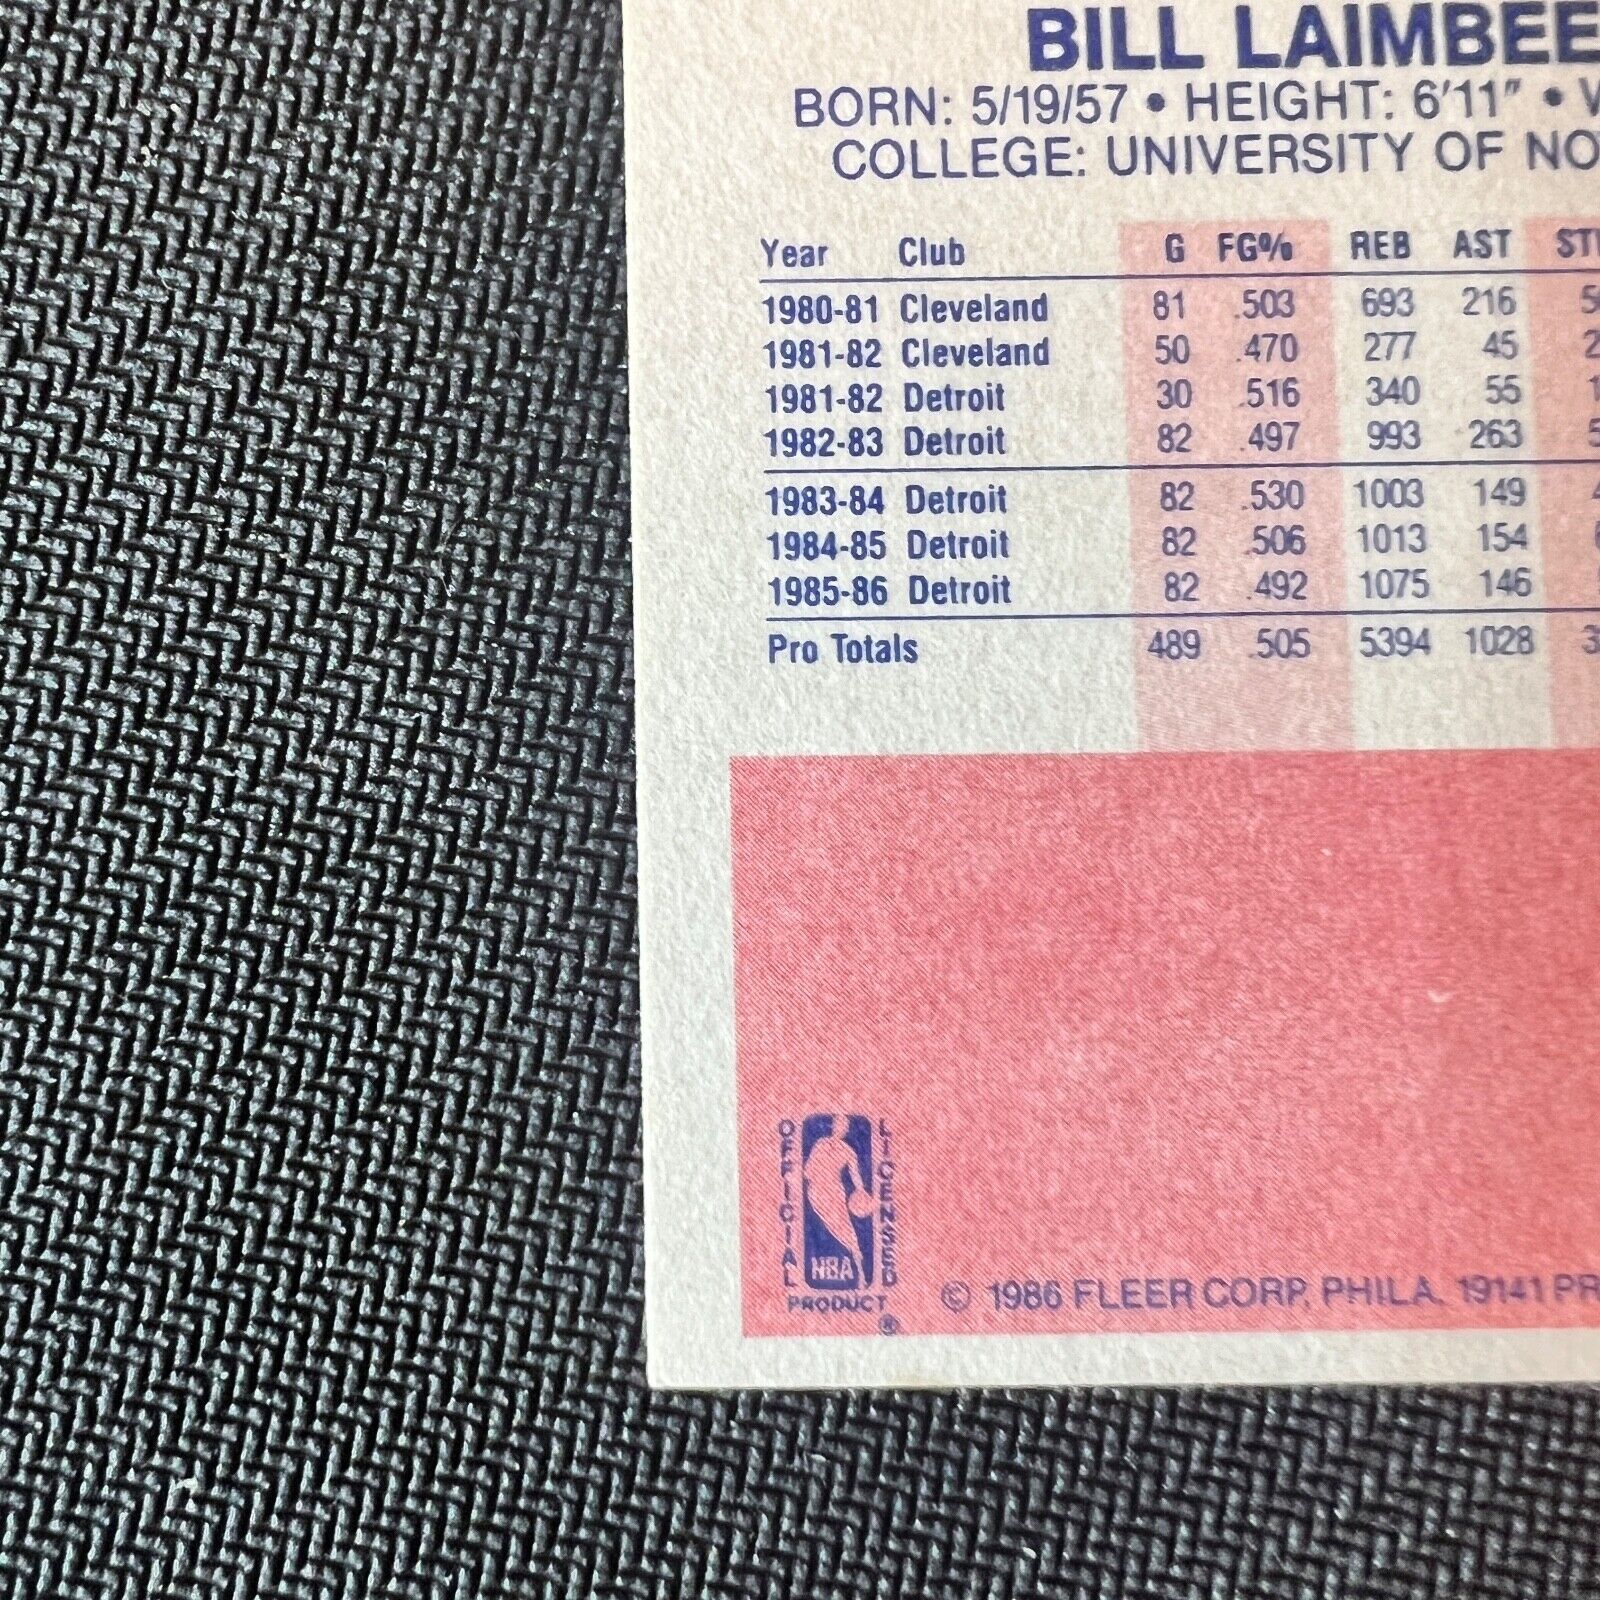 BILL LAIMBEE
BORN: 5/19/57 • HEIGHT: 6'11" •
COLLEGE: UNIVERSITY OF NO
Year Club G FG% REB AST ST
1980-81 Cleveland 81 .503 693 216
1981-82 Cleveland 50 .470 277 45
1981-82 Detroit 30 .516 340 55
1982-83 Detroit 82 .497 993 263
1983-84 Detroit 82 .530 1003 149
1984-85 Detroit 82 .506 1013 154
1985-86 Detroit 82 .492 1075 146
Pro Totals 489 .505 5394 1028
OFFICIAL
LICENSED
NBA
PRODUCT ®
© 1986 FLEER CORP. PHILA. 19141 PR